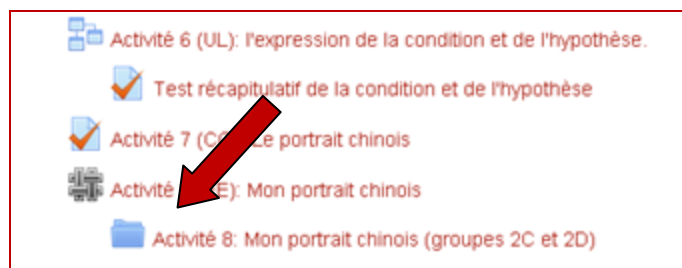 Activité 6 (UL): l'expression de la condition et de l'hypothèse.
Test récapitulatif de la condition et de l'hypothèse
Activité 7 (CO Le portrait chinois
Activité E): Mon portrait chinois
Activité 8: Mon portrait chinois (groupes 2C et 2D)